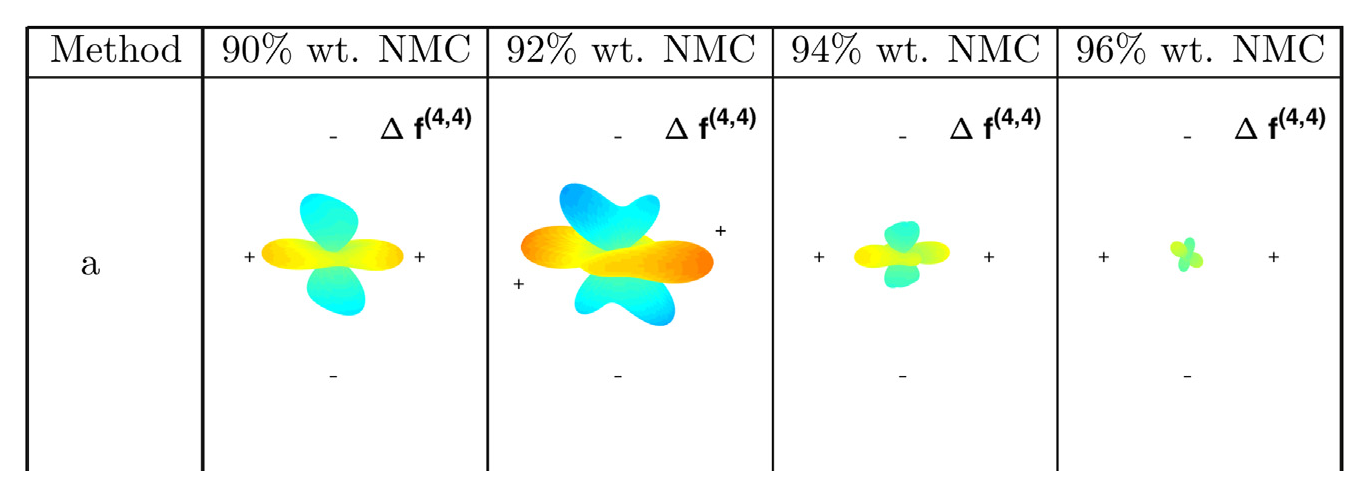 Method 90% wt. NMC 92% wt. NMC 94% wt. NMC 96% wt. NMC
- Δ f(4,4) - Δ f(4,4) - Δ f(4,4) - Δ f(4,4)
+
a + + + + + +
+
- - - -